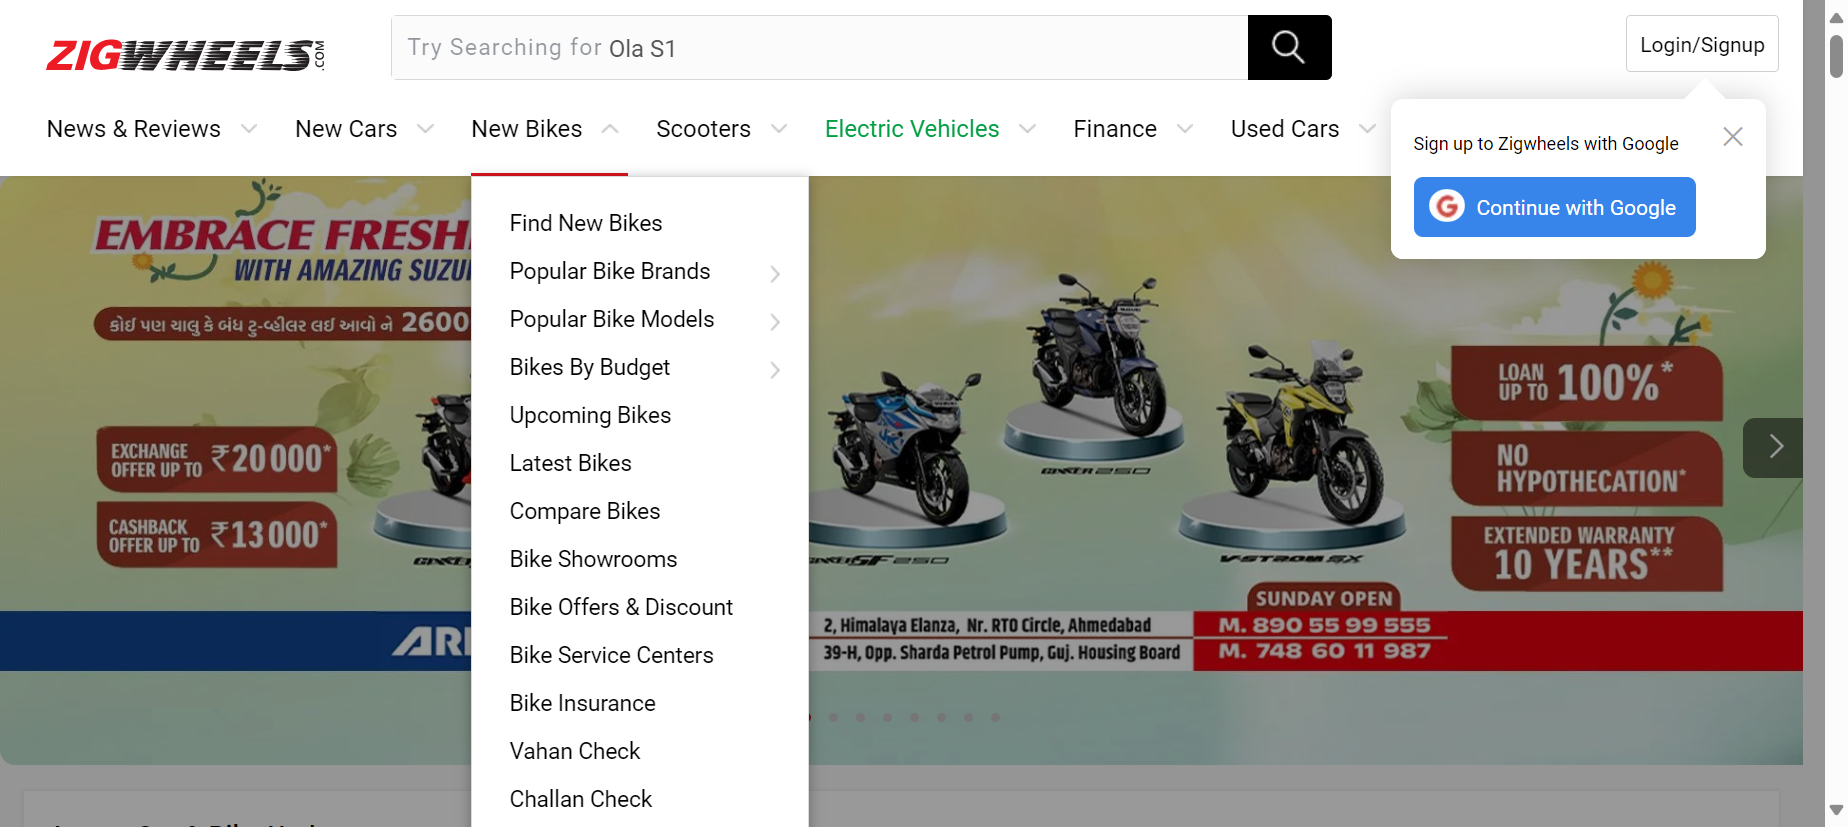 ZIGWHEELS.COM
Try Searching for Ola S1
Login/Signup
News & Reviews
New Cars
New Bikes
Scooters
Electric Vehicles
Finance
Used Cars
Sign up to Zigwheels with Google
Continue with Google
Find New Bikes
Popular Bike Brands
Popular Bike Models
Bikes By Budget
Upcoming Bikes
Latest Bikes
Compare Bikes
Bike Showrooms
Bike Offers & Discount
Bike Service Centers
Bike Insurance
Vahan Check
Challan Check
EMBRACE FRESH
WITH AMAZING SUZU
કોઈ પણ ચાલુ કે બંધ ટુ-વ્હીલર લઈ આવો ને 2600
EXCHANGE
OFFER UP TO ₹20000*
CASHBACK
OFFER UP TO ₹13000*
GIXXER 250
GF 250
V-STROM SX
LOAN
UP TO 100%*
NO
HYPOTHECATION*
EXTENDED WARRANTY
10 YEARS**
SUNDAY OPEN
2, Himalaya Elanza, Nr. RTO Circle, Ahmedabad
39-H, Opp. Sharda Petrol Pump, Guj. Housing Board
M. 890 55 99 555
M. 748 60 11 987